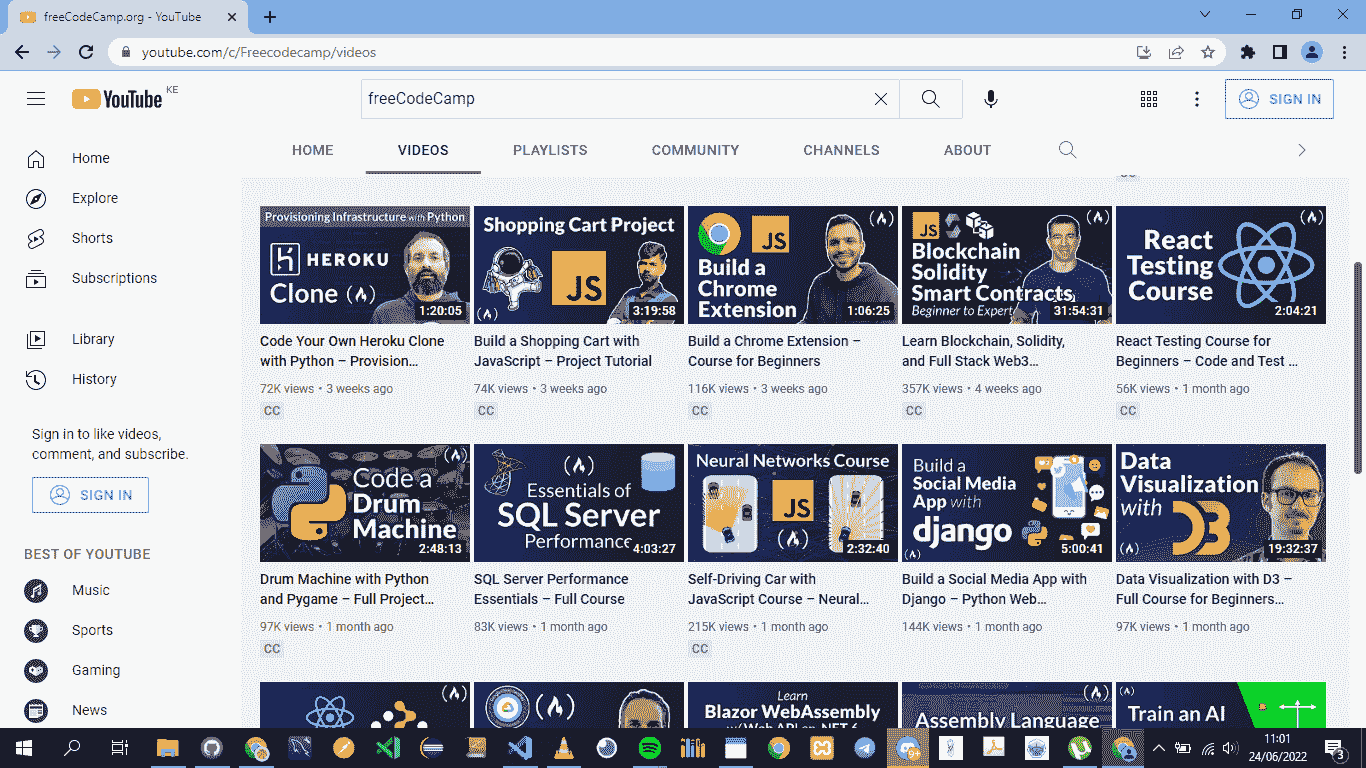 freeCodeCamp.org - YouTube
youtube.com/c/Freecodecamp/videos
YouTube KE
freeCodeCamp
SIGN IN
HOME
VIDEOS
PLAYLISTS
COMMUNITY
CHANNELS
ABOUT
Home
Explore
Shorts
Subscriptions
Library
History
Sign in to like videos,
comment, and subscribe.
SIGN IN
BEST OF YOUTUBE
Music
Sports
Gaming
News
Provisioning Infrastructure with Python
HEROKU
Clone
1:20:05
Code Your Own Heroku Clone
with Python – Provision...
72K views • 3 weeks ago
CC
Shopping Cart Project
JS
3:19:58
Build a Shopping Cart with
JavaScript – Project Tutorial
74K views • 3 weeks ago
CC
JS
Build a
Chrome
Extension
1:06:25
Build a Chrome Extension –
Course for Beginners
116K views • 3 weeks ago
CC
JS
Blockchain
Solidity
Smart Contracts
Beginner to Expert
31:54:31
Learn Blockchain, Solidity,
and Full Stack Web3...
357K views • 4 weeks ago
CC
React
Testing
Course
2:04:21
React Testing Course for
Beginners – Code and Test ...
56K views • 1 month ago
CC
Code a
Drum
Machine
2:48:13
Drum Machine with Python
and Pygame – Full Project...
97K views • 1 month ago
CC
Essentials of
SQL Server
Performance
4:03:27
SQL Server Performance
Essentials – Full Course
83K views • 1 month ago
Neural Networks Course
JS
2:32:40
Self-Driving Car with
JavaScript Course – Neural...
215K views • 1 month ago
CC
Build a
Social Media
App with
django
5:00:41
Build a Social Media App with
Django – Python Web...
144K views • 1 month ago
Data
Visualization
with
D3
19:32:37
Data Visualization with D3 –
Full Course for Beginners...
97K views • 1 month ago
Learn
Blazor WebAssembly
w/ Web API on .NET 6
Assembly Language
Train an AI
11:01
24/06/2022
3